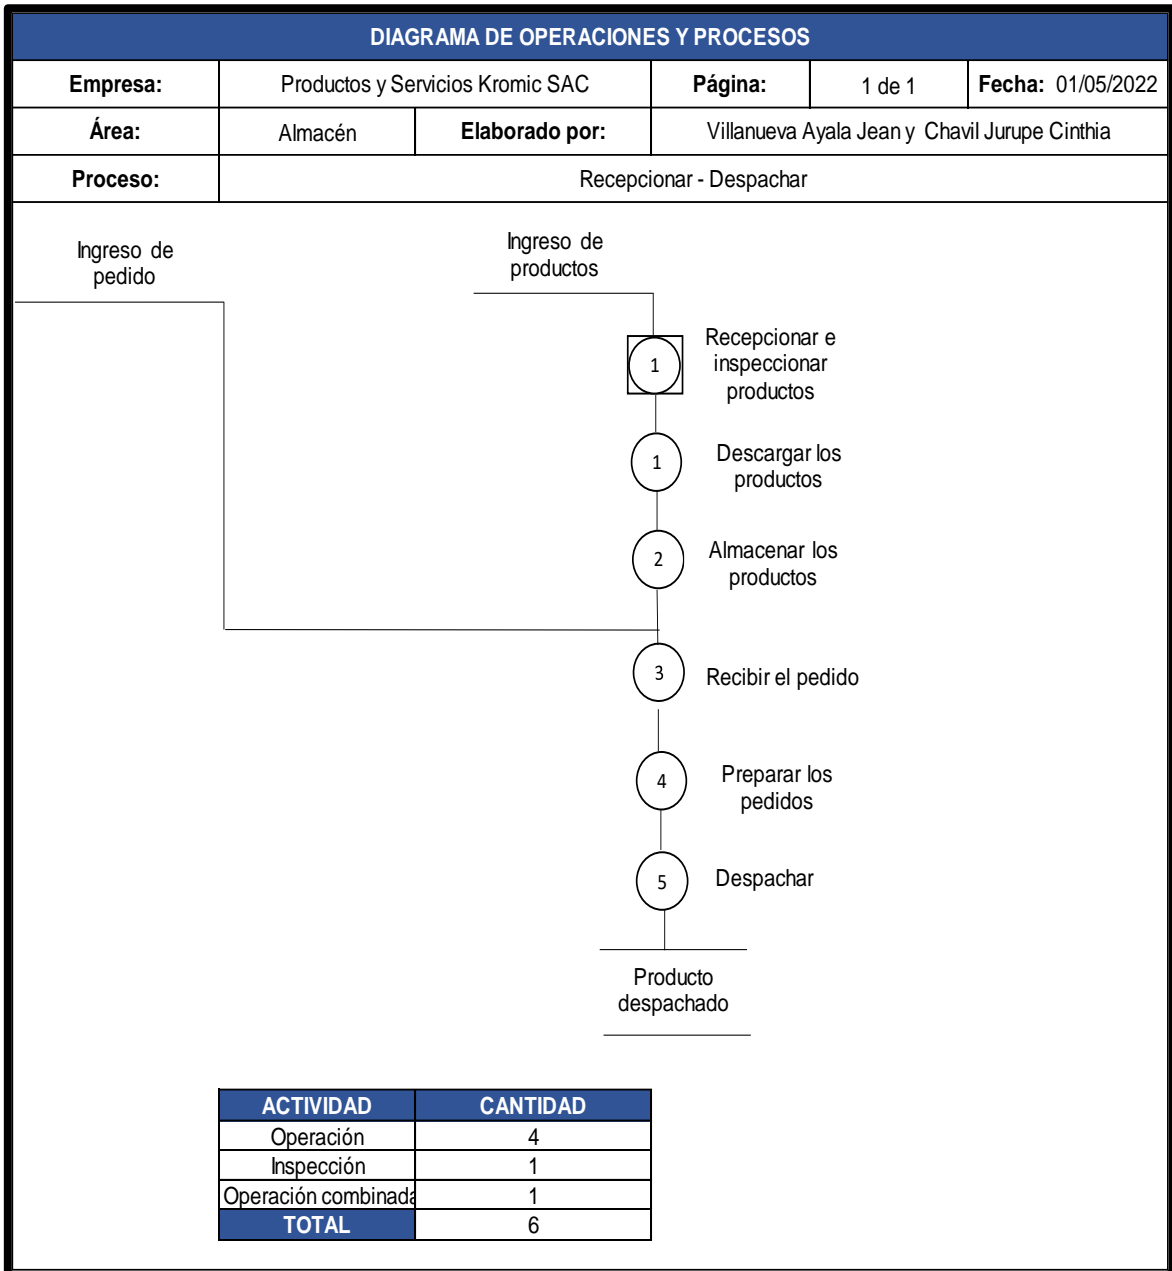 DIAGRAMA DE OPERACIONES Y PROCESOS
Empresa: Productos y Servicios Kromic SAC Página: 1 de 1 Fecha: 01/05/2022
Área: Almacén Elaborado por: Villanueva Ayala Jean y Chavil Jurupe Cinthia
Proceso: Recepcionar - Despachar
Ingreso de
pedido
Ingreso de
productos
1
Recepcionar e
inspeccionar
productos
1
Descargar los
productos
2
Almacenar los
productos
3
Recibir el pedido
4
Preparar los
pedidos
5
Despachar
Producto
despachado
ACTIVIDAD CANTIDAD
Operación 4
Inspección 1
Operación combinada 1
TOTAL 6